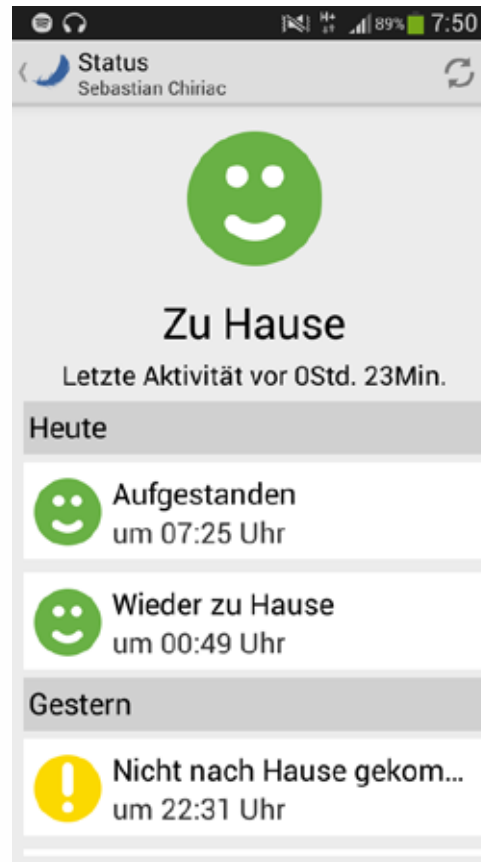 H+ 89% 7:50
Status
Sebastian Chiriac
Zu Hause
Letzte Aktivität vor 0Std. 23Min.
Heute
Aufgestanden
um 07:25 Uhr
Wieder zu Hause
um 00:49 Uhr
Gestern
Nicht nach Hause gekom...
um 22:31 Uhr